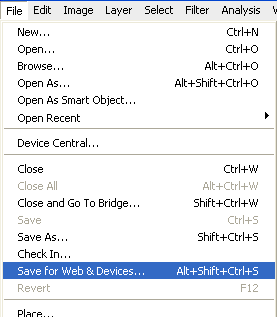 File Edit Image Layer Select Filter Analysis
New... Ctrl+N
Open... Ctrl+O
Browse... Alt+Ctrl+O
Open As... Alt+Shift+Ctrl+O
Open As Smart Object...
Open Recent
Device Central...
Close Ctrl+W
Close All Alt+Ctrl+W
Close and Go To Bridge... Shift+Ctrl+W
Save Ctrl+S
Save As... Shift+Ctrl+S
Check In...
Save for Web & Devices... Alt+Shift+Ctrl+S
Revert F12
Place...